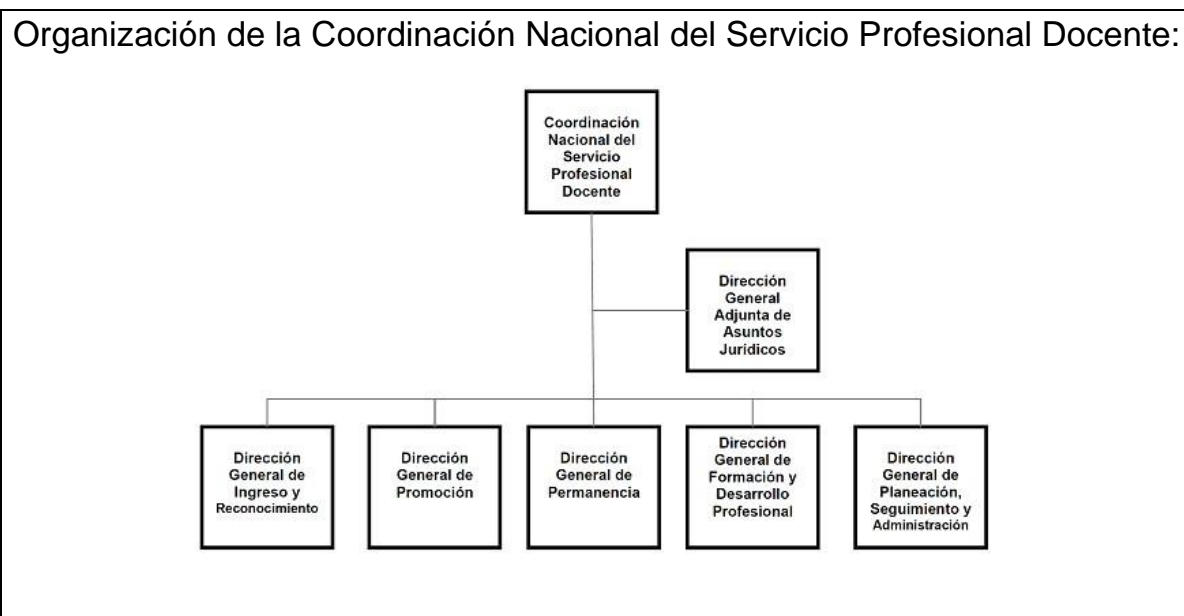 Organización de la Coordinación Nacional del Servicio Profesional Docente:
Coordinación
Nacional del
Servicio
Profesional
Docente
Dirección
General
Adjunta de
Asuntos
Jurídicos
Dirección
General de
Ingreso y
Reconocimiento
Dirección
General de
Promoción
Dirección
General de
Permanencia
Dirección
General de
Formación y
Desarrollo
Profesional
Dirección
General de
Planeación,
Seguimiento y
Administración